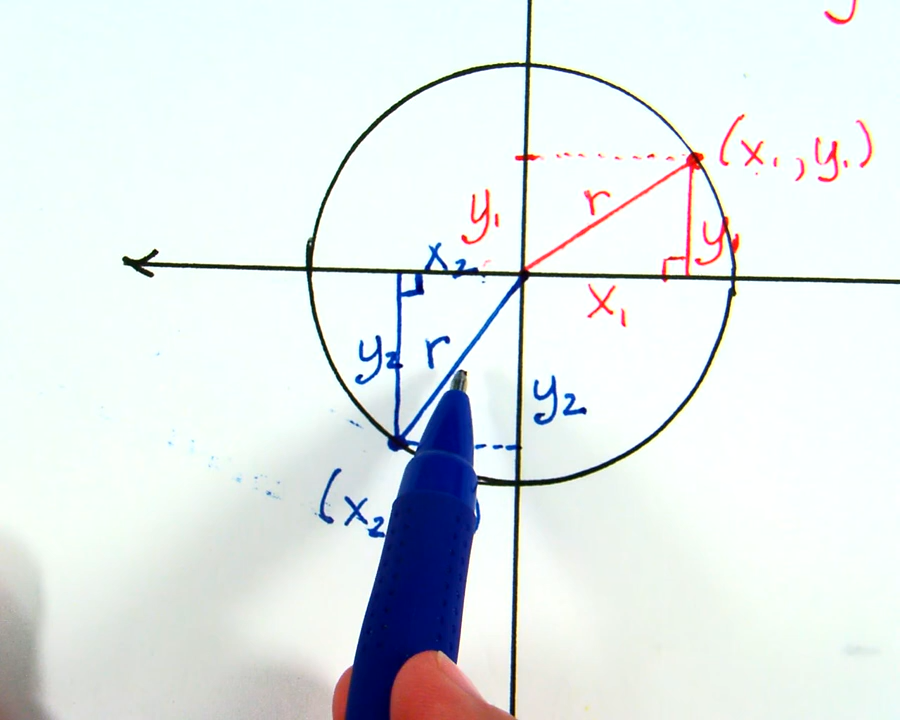 (x₁, y₁)
r
y₁
y₁
x₂
x₁
y₂
r
y₂
(x₂ )